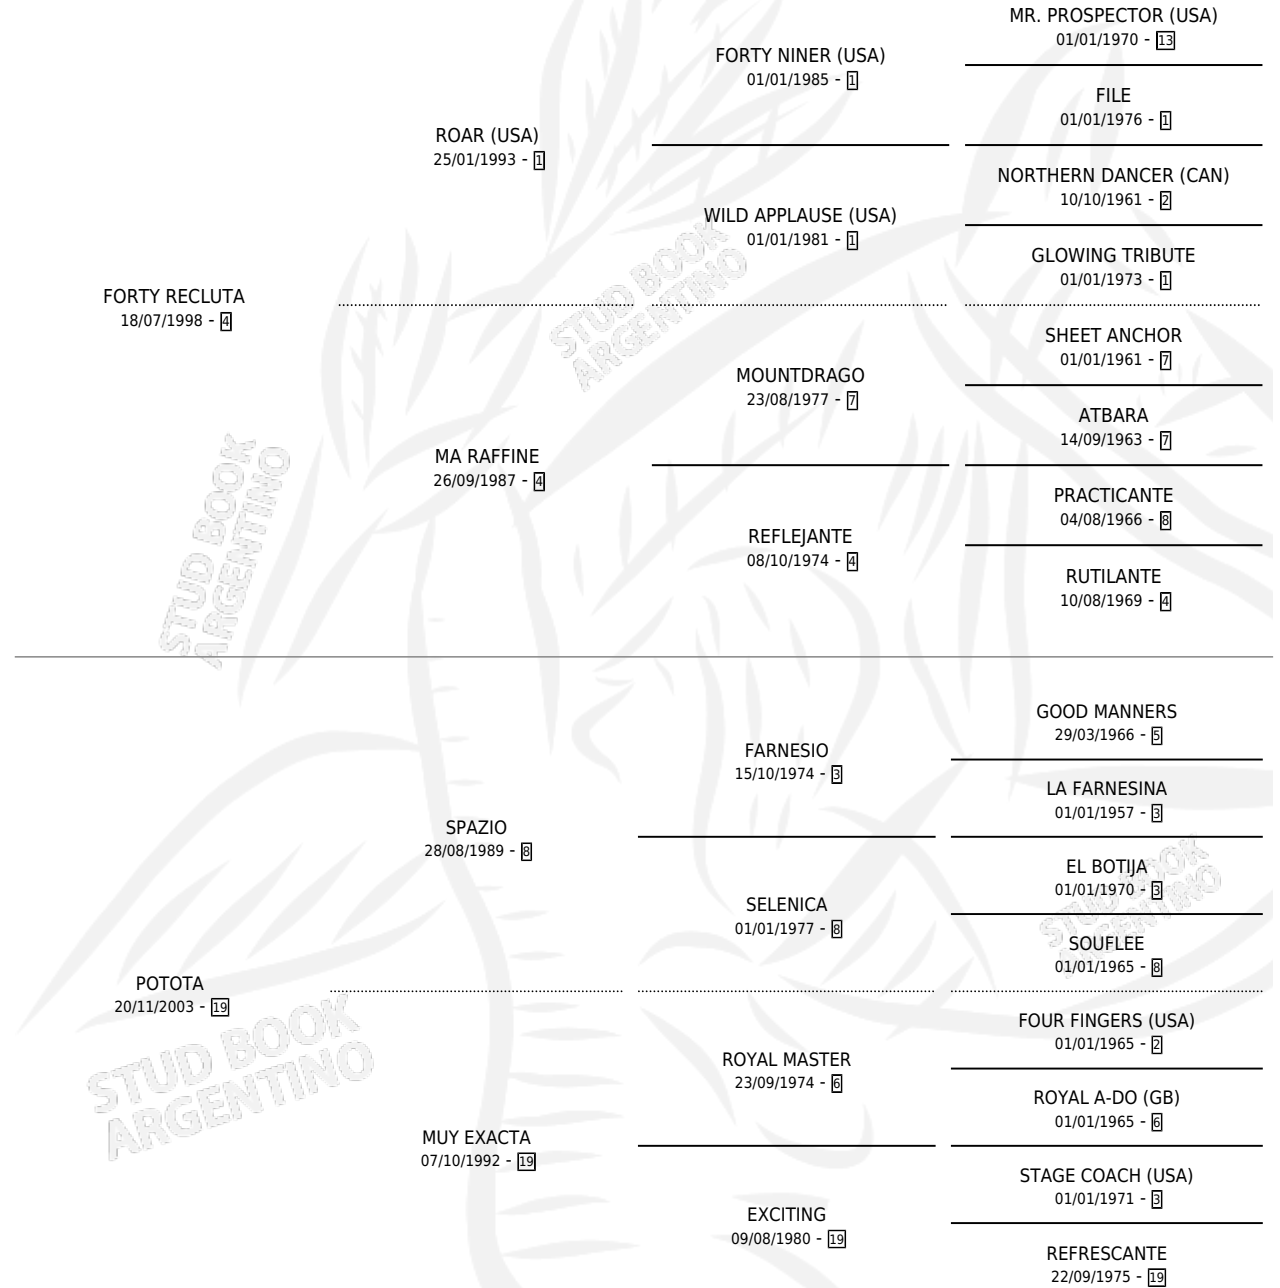 MR. PROSPECTOR (USA)
01/01/1970 - 13
FORTY NINER (USA)
01/01/1985 - 1
FILE
01/01/1976 - 1
ROAR (USA)
25/01/1993 - 1
NORTHERN DANCER (CAN)
10/10/1961 - 2
WILD APPLAUSE (USA)
01/01/1981 - 1
GLOWING TRIBUTE
01/01/1973 - 1
FORTY RECLUTA
18/07/1998 - 4
STUD BOOK
ARGENTINO
SHEET ANCHOR
01/01/1961 - 7
MOUNTDRAGO
23/08/1977 - 7
ATBARA
14/09/1963 - 7
MA RAFFINE
26/09/1987 - 4
PRACTICANTE
04/08/1966 - 8
REFLEJANTE
08/10/1974 - 4
RUTILANTE
10/08/1969 - 4
STUD BOOK
ARGENTINO
GOOD MANNERS
29/03/1966 - 5
FARNESIO
15/10/1974 - 3
LA FARNESINA
01/01/1957 - 3
SPAZIO
28/08/1989 - 8
EL BOTIJA
01/01/1970 - 3
SELENICA
01/01/1977 - 8
SOUFLEE
01/01/1965 - 8
STUD BOOK
ARGENTINO
POTOTA
20/11/2003 - 19
FOUR FINGERS (USA)
01/01/1965 - 2
ROYAL MASTER
23/09/1974 - 6
ROYAL A-DO (GB)
01/01/1965 - 6
STUD BOOK
ARGENTINO
MUY EXACTA
07/10/1992 - 19
STAGE COACH (USA)
01/01/1971 - 3
EXCITING
09/08/1980 - 19
REFRESCANTE
22/09/1975 - 19